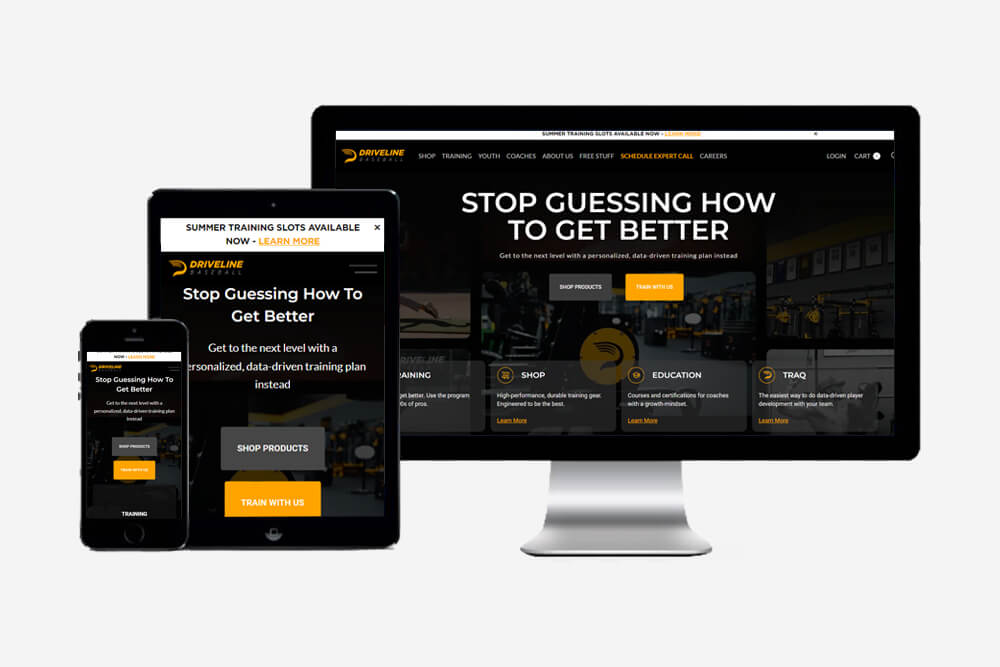 SUMMER TRAINING SLOTS AVAILABLE NOW - LEARN MORE ×
DRIVELINE
BASEBALL
SHOP TRAINING YOUTH COACHES ABOUT US FREE STUFF SCHEDULE EXPERT CALL CAREERS LOGIN CART
STOP GUESSING HOW
TO GET BETTER
Get to the next level with a personalized, data-driven training plan instead
SHOP PRODUCTS TRAIN WITH US
DRIVELINE
RAINING
get better. Use the program
0s of pros.
SHOP
High-performance, durable training gear.
Engineered to be the best.
Learn More
EDUCATION
Courses and certifications for coaches
with a growth-mindset.
Learn More
TRAQ
The easiest way to do data-driven player
development with your team.
Learn More
SUMMER TRAINING SLOTS AVAILABLE ×
NOW - LEARN MORE
DRIVELINE
BASEBALL
Stop Guessing How To
Get Better
Get to the next level with a
ersonalized, data-driven training plan
instead
SHOP PRODUCTS
TRAIN WITH US
NOW - LEARN MORE
DRIVELINE
BASEBALL
Stop Guessing How To
Get Better
Get to the next level with a
personalized, data-driven training plan
instead
SHOP PRODUCTS
TRAIN WITH US
TRAINING